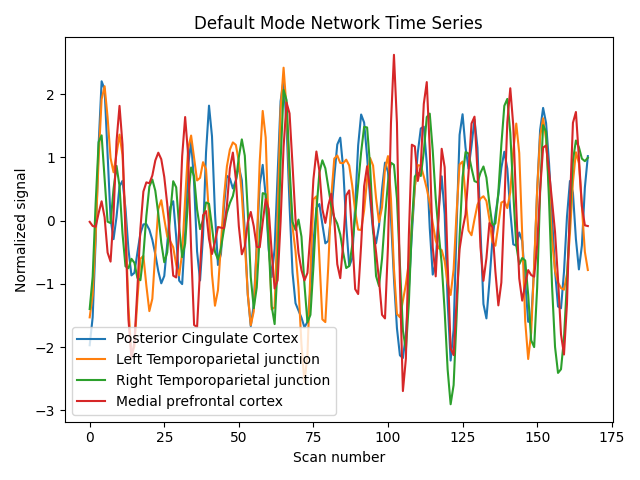 Default Mode Network Time Series
Normalized signal
2
1
0
−1
−2
−3
Posterior Cingulate Cortex
Left Temporoparietal junction
Right Temporoparietal junction
Medial prefrontal cortex
0 25 50 75 100 125 150 175
Scan number